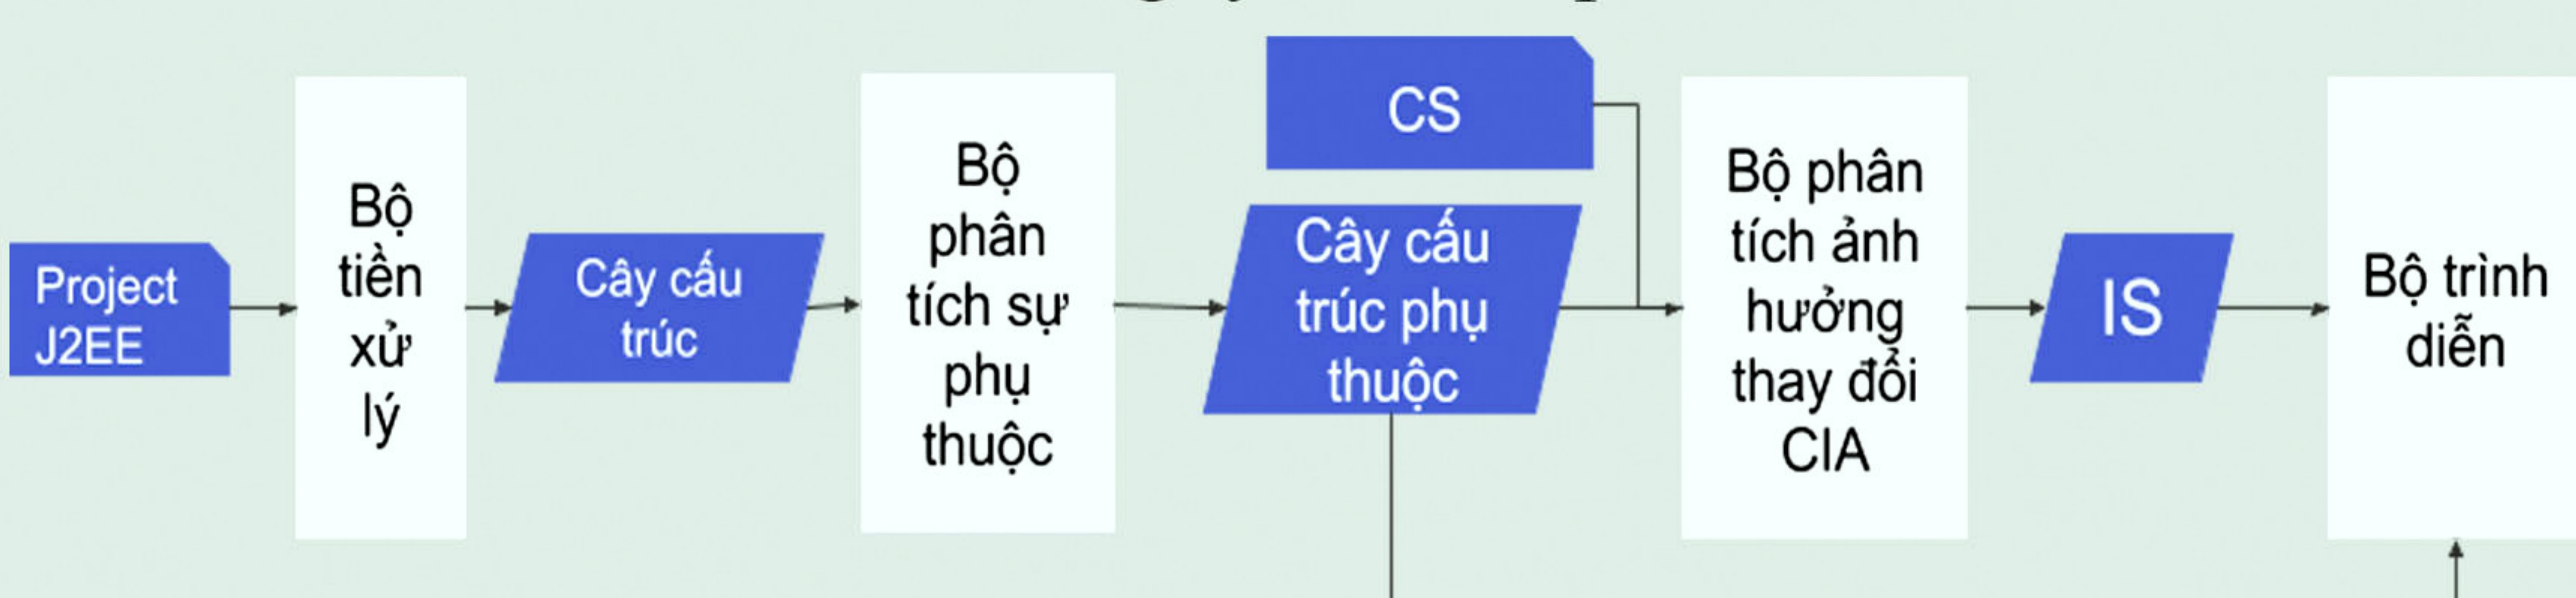 Project
J2EE
Bộ
tiền
xử
lý
Cây cấu
trúc
Bộ
phân
tích sự
phụ
thuộc
CS
Cây cấu
trúc phụ
thuộc
Bộ phân
tích ảnh
hưởng
thay đổi
CIA
IS
Bộ trình
diễn